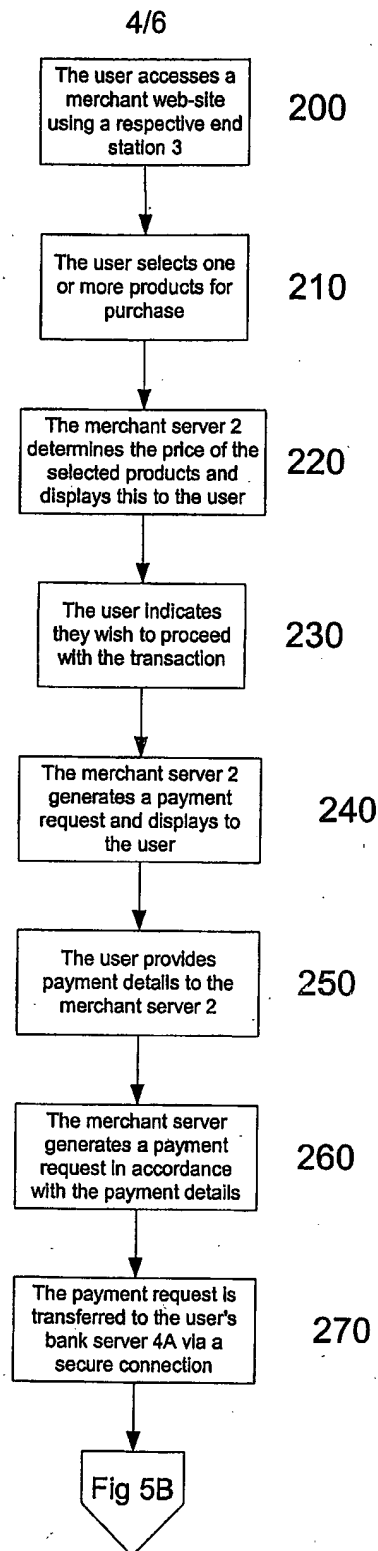 4/6
The user accesses a
merchant web-site
using a respective end
station 3
200
The user selects one
or more products for
purchase
210
The merchant server 2
determines the price of the
selected products and
displays this to the user
220
The user indicates
they wish to proceed
with the transaction
230
The merchant server 2
generates a payment
request and displays to
the user
240
The user provides
payment details to the
merchant server 2
250
The merchant server
generates a payment
request in accordance
with the payment details
260
The payment request is
transferred to the user's
bank server 4A via a
secure connection
270
Fig 5B